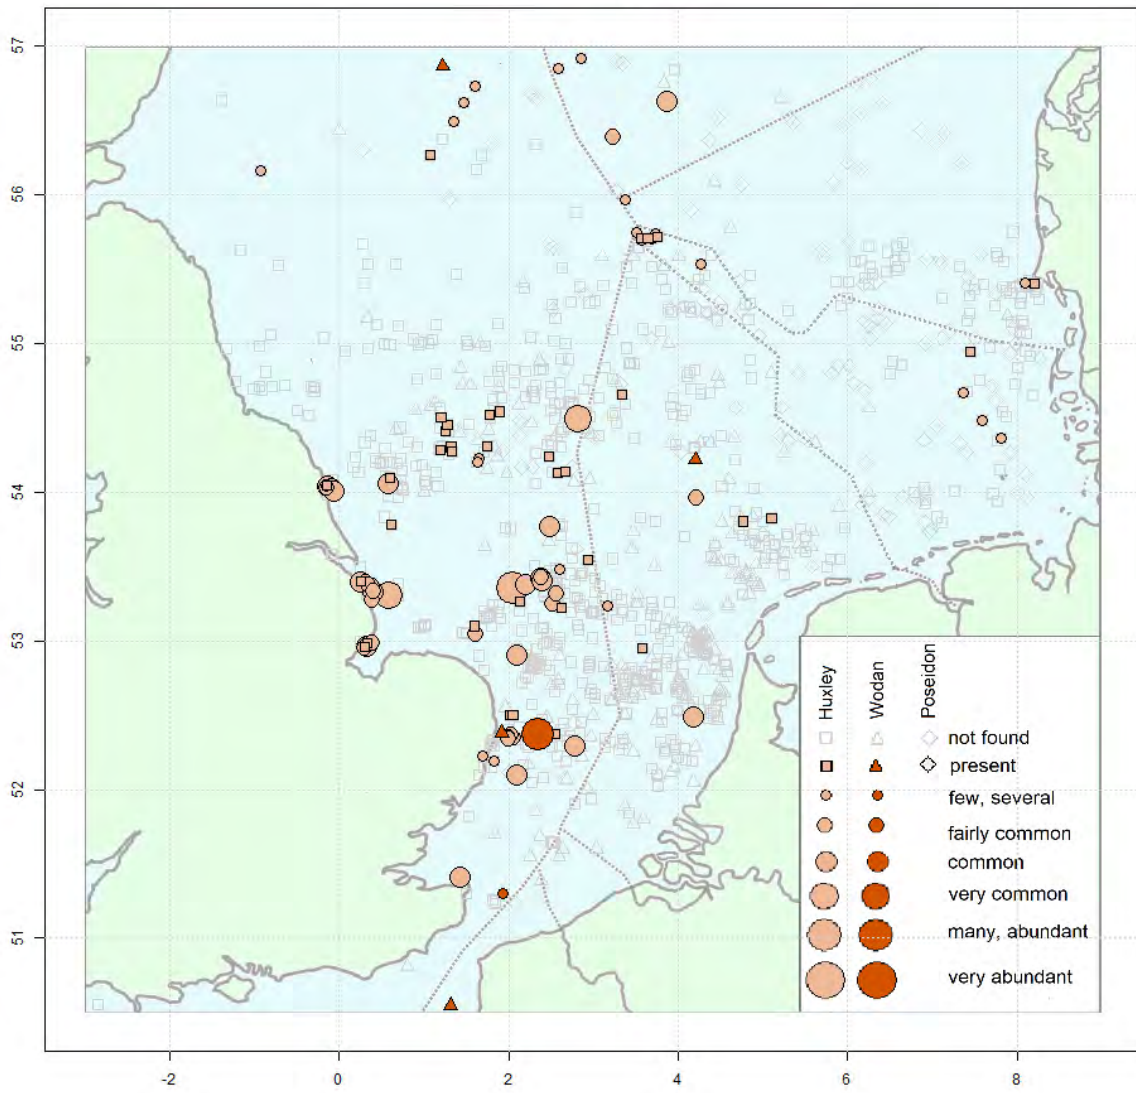 57
56
55
54
53
52
51
Huxley
Wodan
Poseidon
not found
present
few, several
fairly common
common
very common
many, abundant
very abundant
-2 0 2 4 6 8